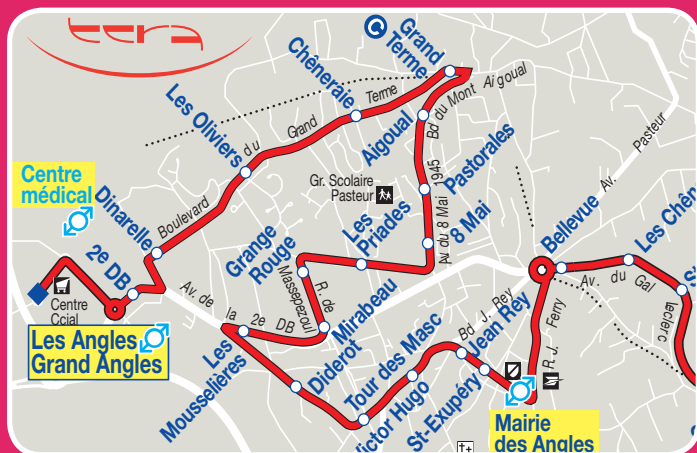 Grand
Terme
Chêneraie
Les Oliviers
Boulevard du Grand Terme
Bd du Mont Aigoual
Aigoual
Pastorales
8 Mai
Av du 8 Mai 1945
Gr. Scolaire
Pasteur
Les
Priades
Grange
Rouge
R. de
Massepezoul
Mirabeau
Centre
médical
Dinarelle
2e DB
Centre
Ccial
Les Angles
Grand Angles
Av. de la 2e DB
Les
Mousselières
Diderot
Tour des Masc
Victor Hugo
St-Exupéry
Jean Rey
Bd J. Rey
R. J. Ferry
Mairie
des Angles
Bellevue
Av. Pasteur
Av. du Gal leclerc
Les Chê